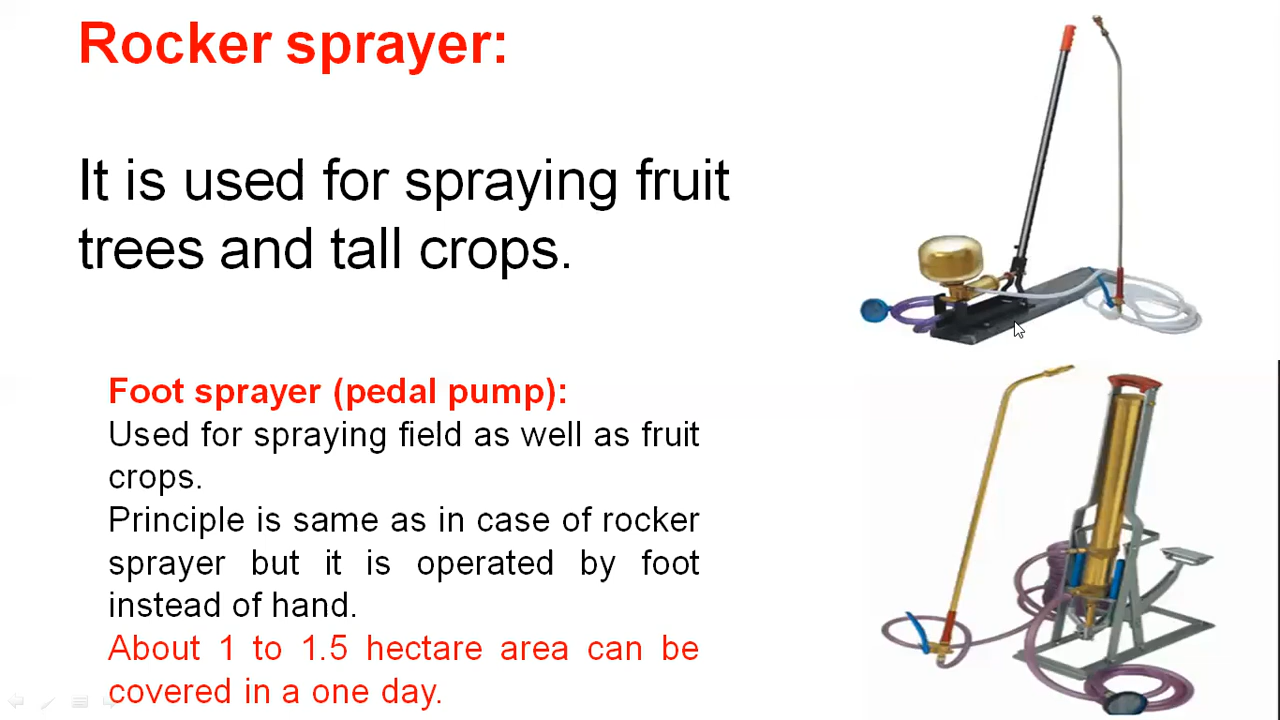 Rocker sprayer:
It is used for spraying fruit
trees and tall crops.
Foot sprayer (pedal pump):
Used for spraying field as well as fruit
crops.
Principle is same as in case of rocker
sprayer but it is operated by foot
instead of hand.
About 1 to 1.5 hectare area can be
covered in a one day.